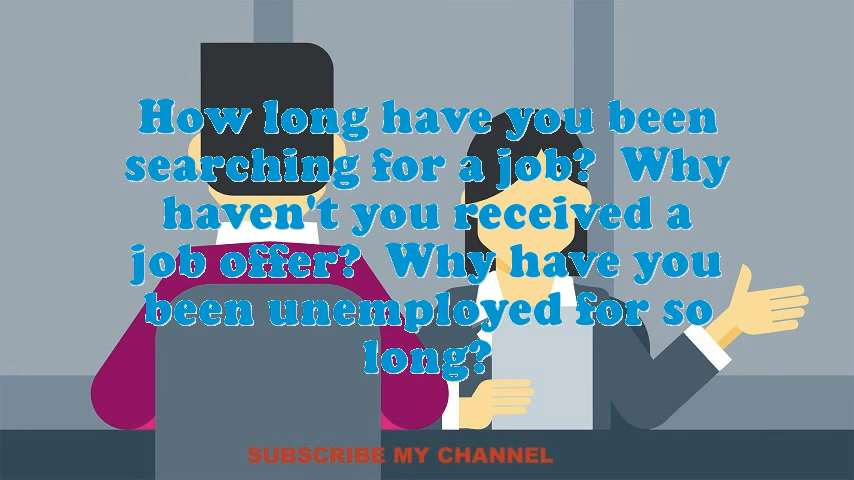 How long have you been
searching for a job?  Why
haven't you received a
job offer?  Why have you
been unemployed for so
long?
SUBSCRIBE MY CHANNEL